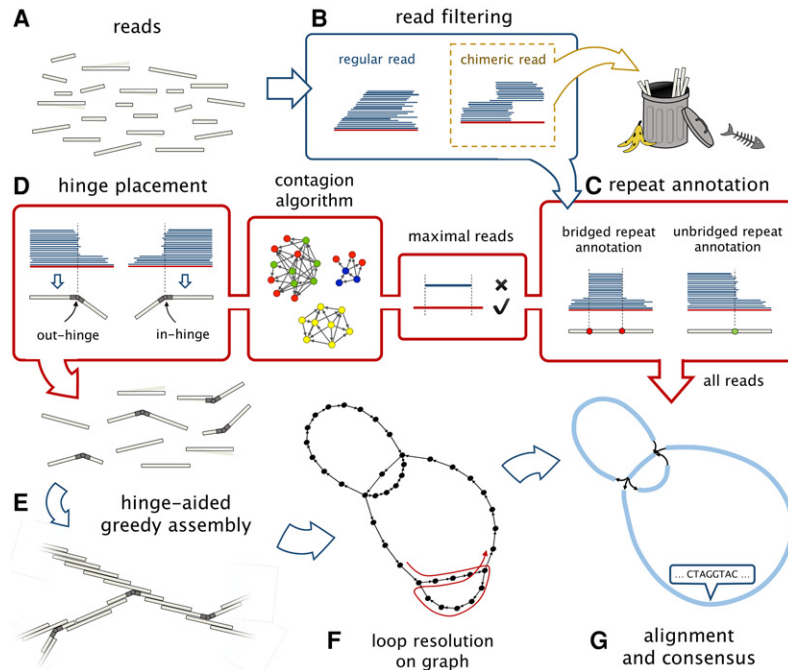 A
reads
B
read filtering
regular read
chimeric read
D
hinge placement
out-hinge
in-hinge
contagion
algorithm
maximal reads
C
repeat annotation
bridged repeat
annotation
unbridged repeat
annotation
all reads
E
hinge-aided
greedy assembly
F
loop resolution
on graph
... CTAGGTAC ...
G
alignment
and consensus